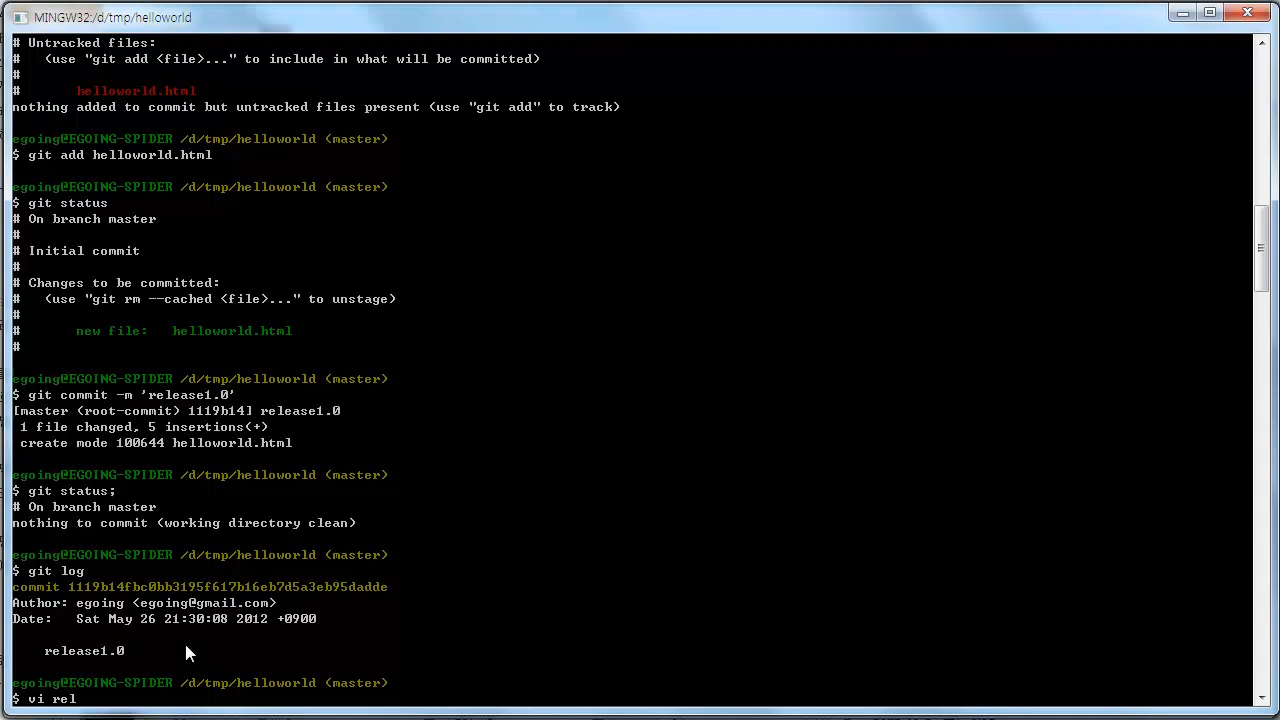 MINGW32:/d/tmp/helloworld
# Untracked files:
#   (use "git add <file>..." to include in what will be committed)
#
#       helloworld.html
nothing added to commit but untracked files present (use "git add" to track)
egoing@EGOING-SPIDER /d/tmp/helloworld (master)
$ git add helloworld.html
egoing@EGOING-SPIDER /d/tmp/helloworld (master)
$ git status
# On branch master
#
# Initial commit
#
# Changes to be committed:
#   (use "git rm --cached <file>..." to unstage)
#
#       new file:   helloworld.html
#
egoing@EGOING-SPIDER /d/tmp/helloworld (master)
$ git commit -m 'release1.0'
[master (root-commit) 1119b14] release1.0
 1 file changed, 5 insertions(+)
 create mode 100644 helloworld.html
egoing@EGOING-SPIDER /d/tmp/helloworld (master)
$ git status;
# On branch master
nothing to commit (working directory clean)
egoing@EGOING-SPIDER /d/tmp/helloworld (master)
$ git log
commit 1119b14fbc0bb3195f617b16eb7d5a3eb95dadde
Author: egoing <egoing@gmail.com>
Date:   Sat May 26 21:30:08 2012 +0900
    release1.0
egoing@EGOING-SPIDER /d/tmp/helloworld (master)
$ vi rel